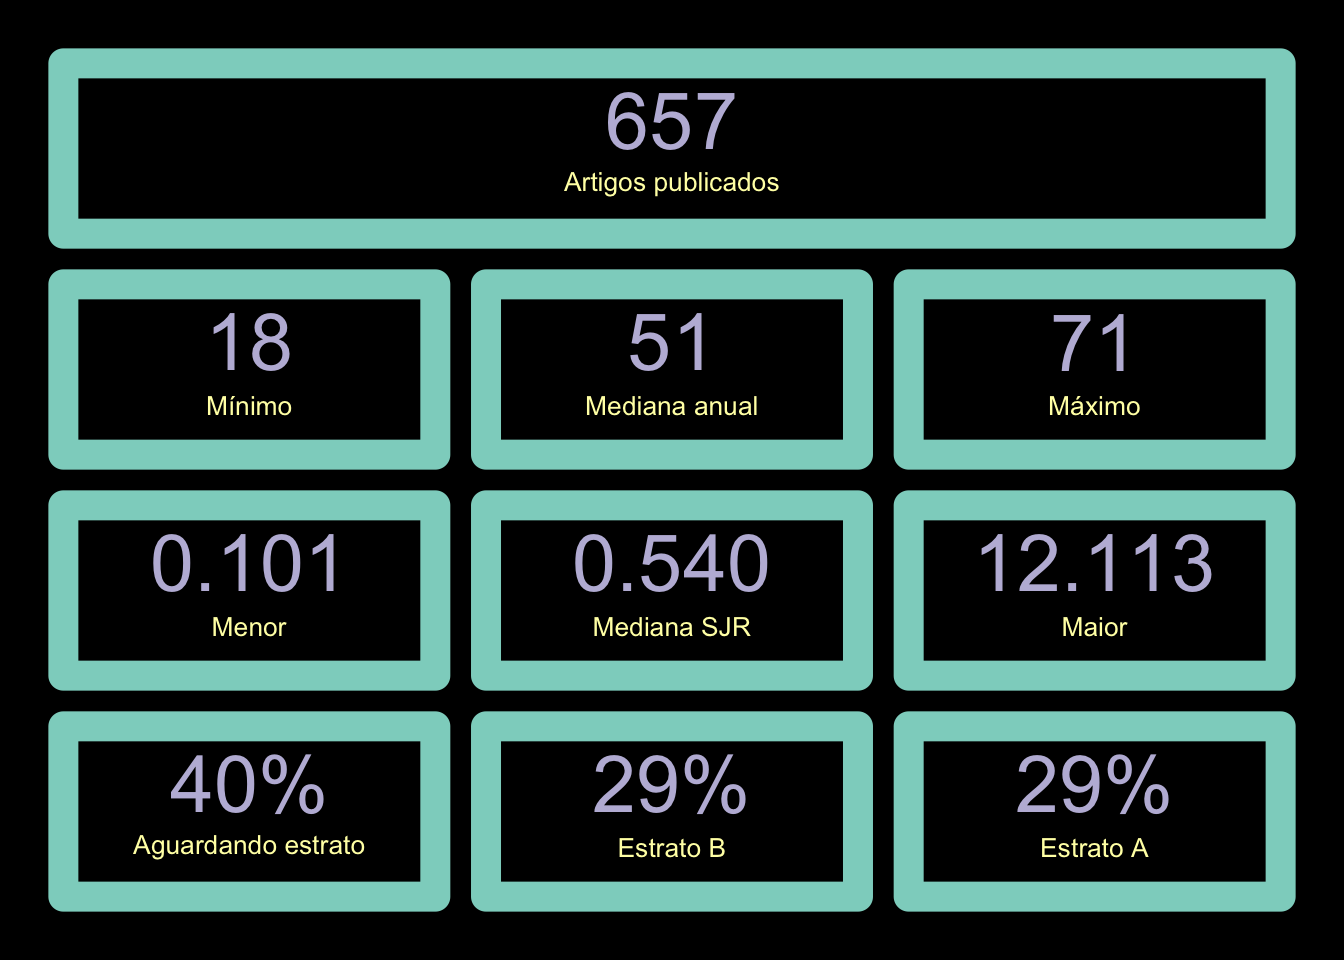 657
Artigos publicados
18
Mínimo
51
Mediana anual
71
Máximo
0.101
Menor
0.540
Mediana SJR
12.113
Maior
40%
Aguardando estrato
29%
Estrato B
29%
Estrato A